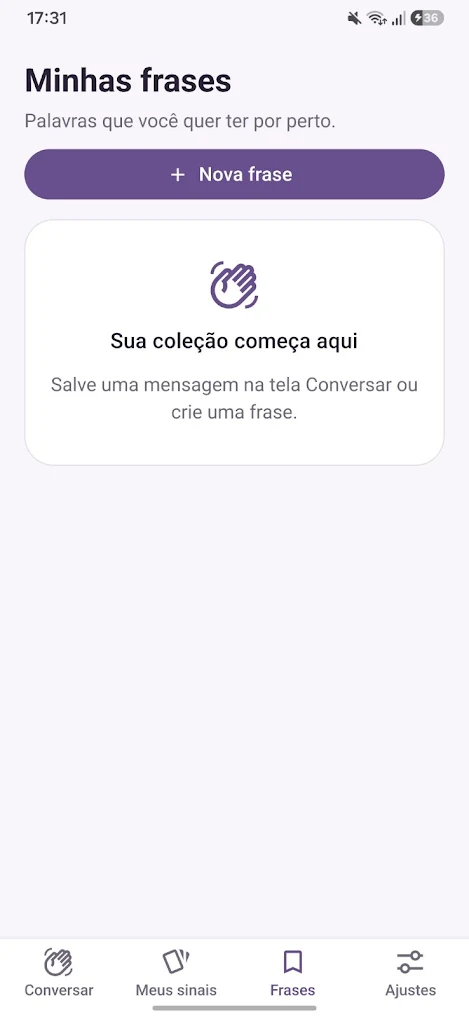 17:31
36
Minhas frases
Palavras que você quer ter por perto.
+ Nova frase
Sua coleção começa aqui
Salve uma mensagem na tela Conversar ou
crie uma frase.
Conversar
Meus sinais
Frases
Ajustes